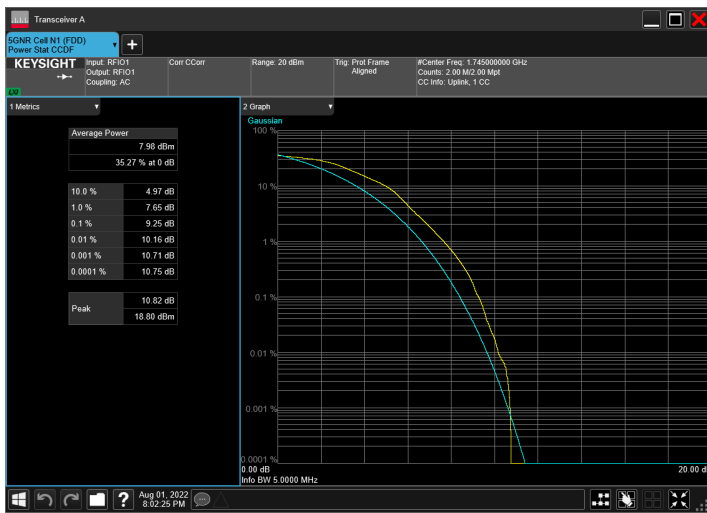 Transceiver A
5GNR Cell N1 (FDD)
Power Stat CCDF
KEYSIGHT
LXI
Input: RFIO1
Output: RFIO1
Coupling: AC
Corr CCorr
Range: 20 dBm
Trig: Prot Frame
Aligned
#Center Freq: 1.745000000 GHz
Counts: 2.00 M/2.00 Mpt
CC Info: Uplink, 1 CC
1 Metrics
Average Power
7.98 dBm
35.27 % at 0 dB
10.0 % 4.97 dB
1.0 % 7.65 dB
0.1 % 9.25 dB
0.01 % 10.16 dB
0.001 % 10.71 dB
0.0001 % 10.75 dB
Peak
10.82 dB
18.80 dBm
2 Graph
Gaussian
100 %
10 %
1 %
0.1 %
0.01 %
0.001 %
0.0001 %
0.00 dB
20.00 d
Info BW 5.0000 MHz
Aug 01, 2022
8:02:25 PM